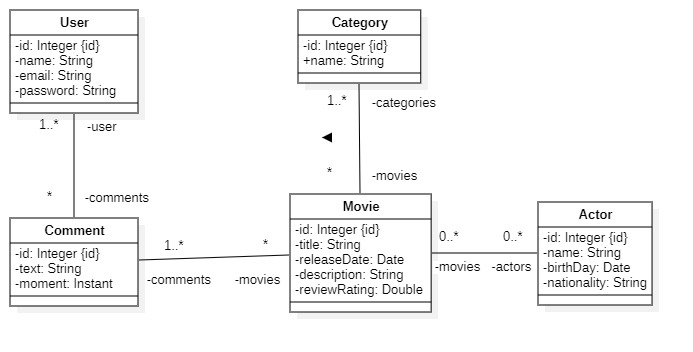 User
-id: Integer {id}
-name: String
-email: String
-password: String
Category
-id: Integer {id}
+name: String
1..*
-user
1..*
-categories
*
-comments
*
-movies
Comment
-id: Integer {id}
-text: String
-moment: Instant
1..*
*
-comments
-movies
Movie
-id: Integer {id}
-title: String
-releaseDate: Date
-description: String
-reviewRating: Double
0..*
0..*
-movies
-actors
Actor
-id: Integer {id}
-name: String
-birthDay: Date
-nationality: String